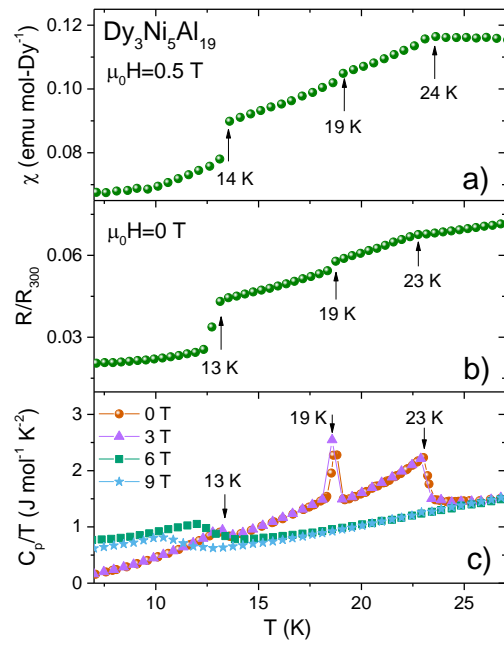 Dy₃Ni₅Al₁₉
μ₀H=0.5 T
χ (emu mol-Dy⁻¹)
0.12
0.10
0.08
14 K
19 K
24 K
a)
μ₀H=0 T
R/R₃₀₀
0.06
0.03
13 K
19 K
23 K
b)
Cₚ/T (J mol⁻¹ K⁻²)
3
2
1
0
0 T
3 T
6 T
9 T
13 K
19 K
23 K
c)
10 15 20 25
T (K)